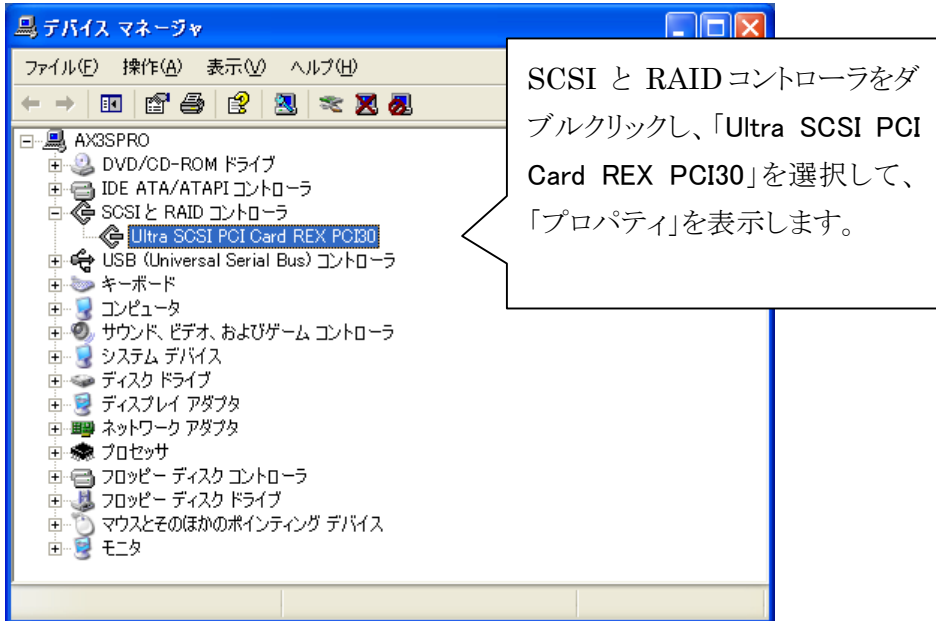 デバイス マネージャ
ファイル(F) 操作(A) 表示(V) ヘルプ(H)
SCSI と RAID コントローラをダ
ブルクリックし、「Ultra SCSI PCI
Card REX PCI30」を選択して、
「プロパティ」を表示します。
AX3SPRO
DVD/CD-ROM ドライブ
IDE ATA/ATAPI コントローラ
SCSI と RAID コントローラ
Ultra SCSI PCI Card REX PCI30
USB (Universal Serial Bus) コントローラ
キーボード
コンピュータ
サウンド、ビデオ、およびゲーム コントローラ
システム デバイス
ディスク ドライブ
ディスプレイ アダプタ
ネットワーク アダプタ
プロセッサ
フロッピー ディスク コントローラ
フロッピー ディスク ドライブ
マウスとそのほかのポインティング デバイス
モニタ